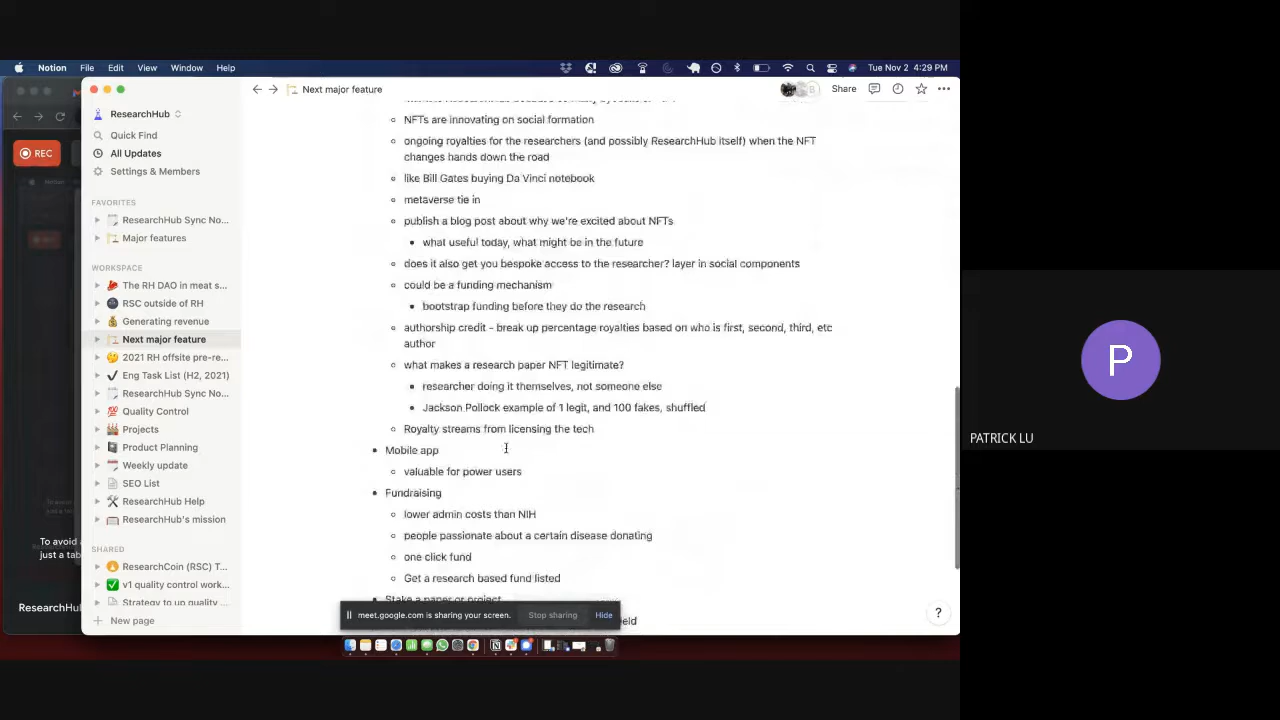 Notion File Edit View Window Help
Tue Nov 2 4:29 PM
Next major feature
Share
REC
ResearchHub
Quick Find
All Updates
Settings & Members
FAVORITES
ResearchHub Sync No...
Major features
WORKSPACE
The RH DAO in meat s...
RSC outside of RH
Generating revenue
Next major feature
2021 RH offsite pre-re...
Eng Task List (H2, 2021)
ResearchHub Sync No...
Quality Control
Projects
Product Planning
Weekly update
SEO List
ResearchHub Help
ResearchHub's mission
SHARED
ResearchCoin (RSC) T...
v1 quality control work...
Strategy to up quality
New page
To avoid a
just a tab
ResearchHu
NFTs are innovating on social formation
ongoing royalties for the researchers (and possibly ResearchHub itself) when the NFT
changes hands down the road
like Bill Gates buying Da Vinci notebook
metaverse tie in
publish a blog post about why we're excited about NFTs
what useful today, what might be in the future
does it also get you bespoke access to the researcher? layer in social components
could be a funding mechanism
bootstrap funding before they do the research
authorship credit - break up percentage royalties based on who is first, second, third, etc
author
what makes a research paper NFT legitimate?
researcher doing it themselves, not someone else
Jackson Pollock example of 1 legit, and 100 fakes, shuffled
Royalty streams from licensing the tech
Mobile app
valuable for power users
Fundraising
lower admin costs than NIH
people passionate about a certain disease donating
one click fund
Get a research based fund listed
Stake a paper or project
meet.google.com is sharing your screen. Stop sharing Hide
eld
?
P
PATRICK LU